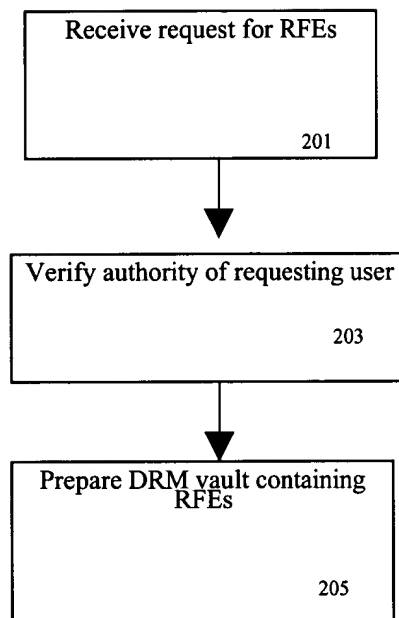 Receive request for RFEs
201
Verify authority of requesting user
203
Prepare DRM vault containing
RFEs
205